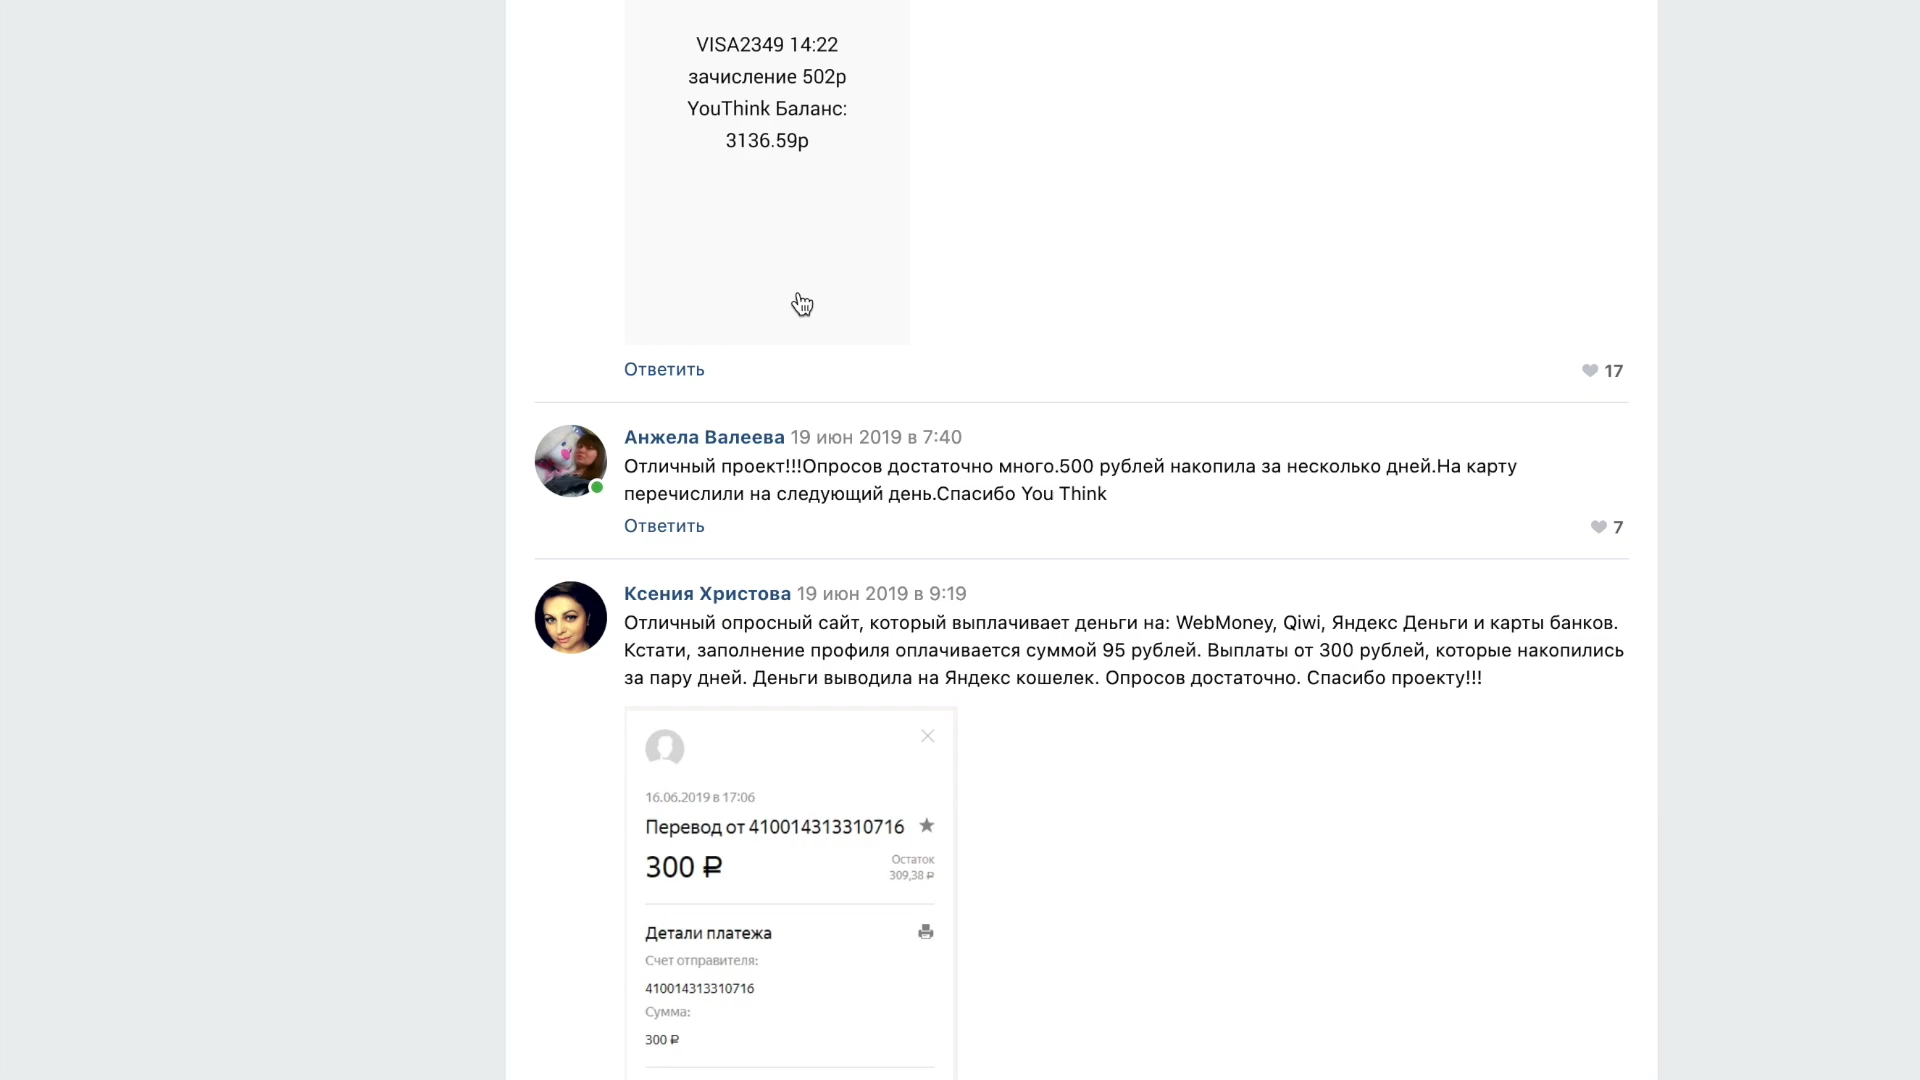 VISA2349 14:22
зачисление 502р
YouThink Баланс:
3136.59р
Ответить
17
Анжела Валеева 19 июн 2019 в 7:40
Отличный проект!!!Опросов достаточно много.500 рублей накопила за несколько дней.На карту
перечислили на следующий день.Спасибо You Think
Ответить
7
Ксения Христова 19 июн 2019 в 9:19
Отличный опросный сайт, который выплачивает деньги на: WebMoney, Qiwi, Яндекс Деньги и карты банков.
Кстати, заполнение профиля оплачивается суммой 95 рублей. Выплаты от 300 рублей, которые накопились
за пару дней. Деньги выводила на Яндекс кошелек. Опросов достаточно. Спасибо проекту!!!
16.06.2019 в 17:06
Перевод от 410014313310716
300 ₽
Остаток
309,38 ₽
Детали платежа
Счет отправителя:
410014313310716
Сумма:
300 ₽